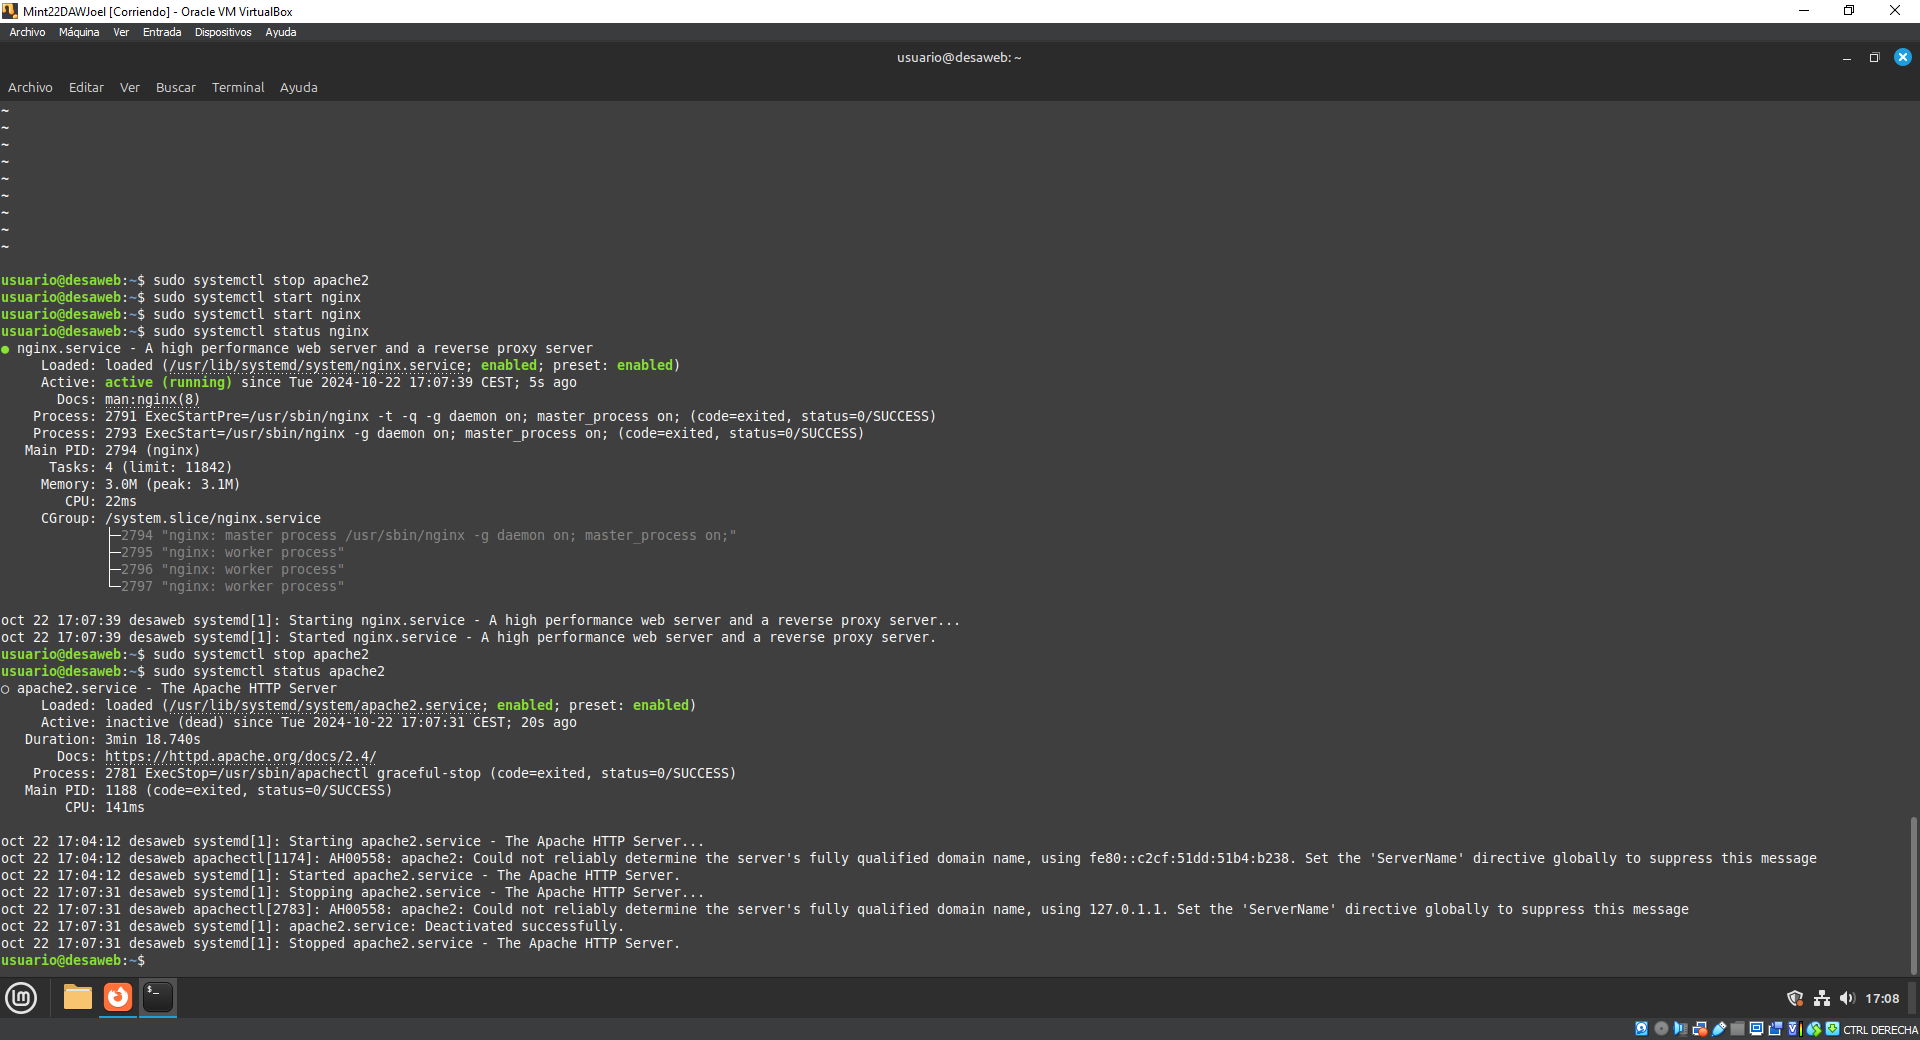 Mint22DAWJoel [Corriendo] - Oracle VM VirtualBox
Archivo Máquina Ver Entrada Dispositivos Ayuda
usuario@desaweb: ~
Archivo Editar Ver Buscar Terminal Ayuda
~
~
~
~
~
~
~
~
~
usuario@desaweb:~$ sudo systemctl stop apache2
usuario@desaweb:~$ sudo systemctl start nginx
usuario@desaweb:~$ sudo systemctl start nginx
usuario@desaweb:~$ sudo systemctl status nginx
● nginx.service - A high performance web server and a reverse proxy server
Loaded: loaded (/usr/lib/systemd/system/nginx.service; enabled; preset: enabled)
Active: active (running) since Tue 2024-10-22 17:07:39 CEST; 5s ago
Docs: man:nginx(8)
Process: 2791 ExecStartPre=/usr/sbin/nginx -t -q -g daemon on; master_process on; (code=exited, status=0/SUCCESS)
Process: 2793 ExecStart=/usr/sbin/nginx -g daemon on; master_process on; (code=exited, status=0/SUCCESS)
Main PID: 2794 (nginx)
Tasks: 4 (limit: 11842)
Memory: 3.0M (peak: 3.1M)
CPU: 22ms
CGroup: /system.slice/nginx.service
├─2794 "nginx: master process /usr/sbin/nginx -g daemon on; master_process on;"
├─2795 "nginx: worker process"
├─2796 "nginx: worker process"
└─2797 "nginx: worker process"
oct 22 17:07:39 desaweb systemd[1]: Starting nginx.service - A high performance web server and a reverse proxy server...
oct 22 17:07:39 desaweb systemd[1]: Started nginx.service - A high performance web server and a reverse proxy server.
usuario@desaweb:~$ sudo systemctl stop apache2
usuario@desaweb:~$ sudo systemctl status apache2
○ apache2.service - The Apache HTTP Server
Loaded: loaded (/usr/lib/systemd/system/apache2.service; enabled; preset: enabled)
Active: inactive (dead) since Tue 2024-10-22 17:07:31 CEST; 20s ago
Duration: 3min 18.740s
Docs: https://httpd.apache.org/docs/2.4/
Process: 2781 ExecStop=/usr/sbin/apachectl graceful-stop (code=exited, status=0/SUCCESS)
Main PID: 1188 (code=exited, status=0/SUCCESS)
CPU: 141ms
oct 22 17:04:12 desaweb systemd[1]: Starting apache2.service - The Apache HTTP Server...
oct 22 17:04:12 desaweb apachectl[1174]: AH00558: apache2: Could not reliably determine the server's fully qualified domain name, using fe80::c2cf:51dd:51b4:b238. Set the 'ServerName' directive globally to suppress this message
oct 22 17:04:12 desaweb systemd[1]: Started apache2.service - The Apache HTTP Server.
oct 22 17:07:31 desaweb systemd[1]: Stopping apache2.service - The Apache HTTP Server...
oct 22 17:07:31 desaweb apachectl[2783]: AH00558: apache2: Could not reliably determine the server's fully qualified domain name, using 127.0.1.1. Set the 'ServerName' directive globally to suppress this message
oct 22 17:07:31 desaweb systemd[1]: apache2.service: Deactivated successfully.
oct 22 17:07:31 desaweb systemd[1]: Stopped apache2.service - The Apache HTTP Server.
usuario@desaweb:~$
17:08
CTRL DERECHA